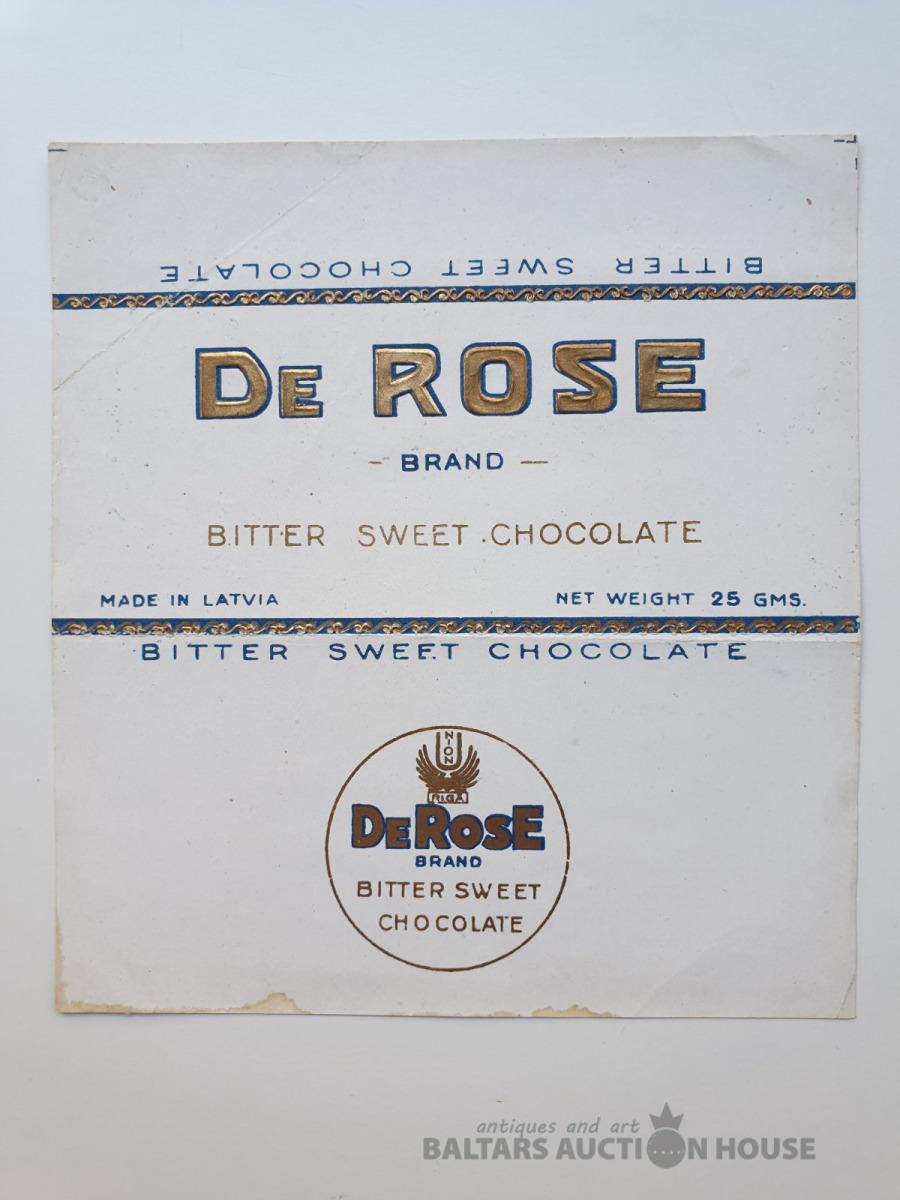 BITTER SWEET CHOCOLATE
DE ROSE
- BRAND -
BITTER SWEET CHOCOLATE
MADE IN LATVIA NET WEIGHT 25 GMS.
BITTER SWEET CHOCOLATE
UNION
RIGA
DEROSE
BRAND
BITTER SWEET
CHOCOLATE
antiques and art
BALTARS AUCTION HOUSE